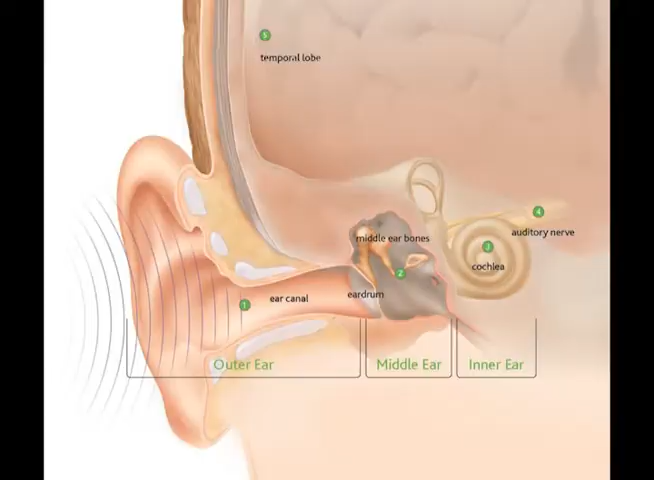 5
temporal lobe
4
auditory nerve
middle ear bones
3
cochlea
2
eardrum
1
ear canal
Outer Ear
Middle Ear
Inner Ear